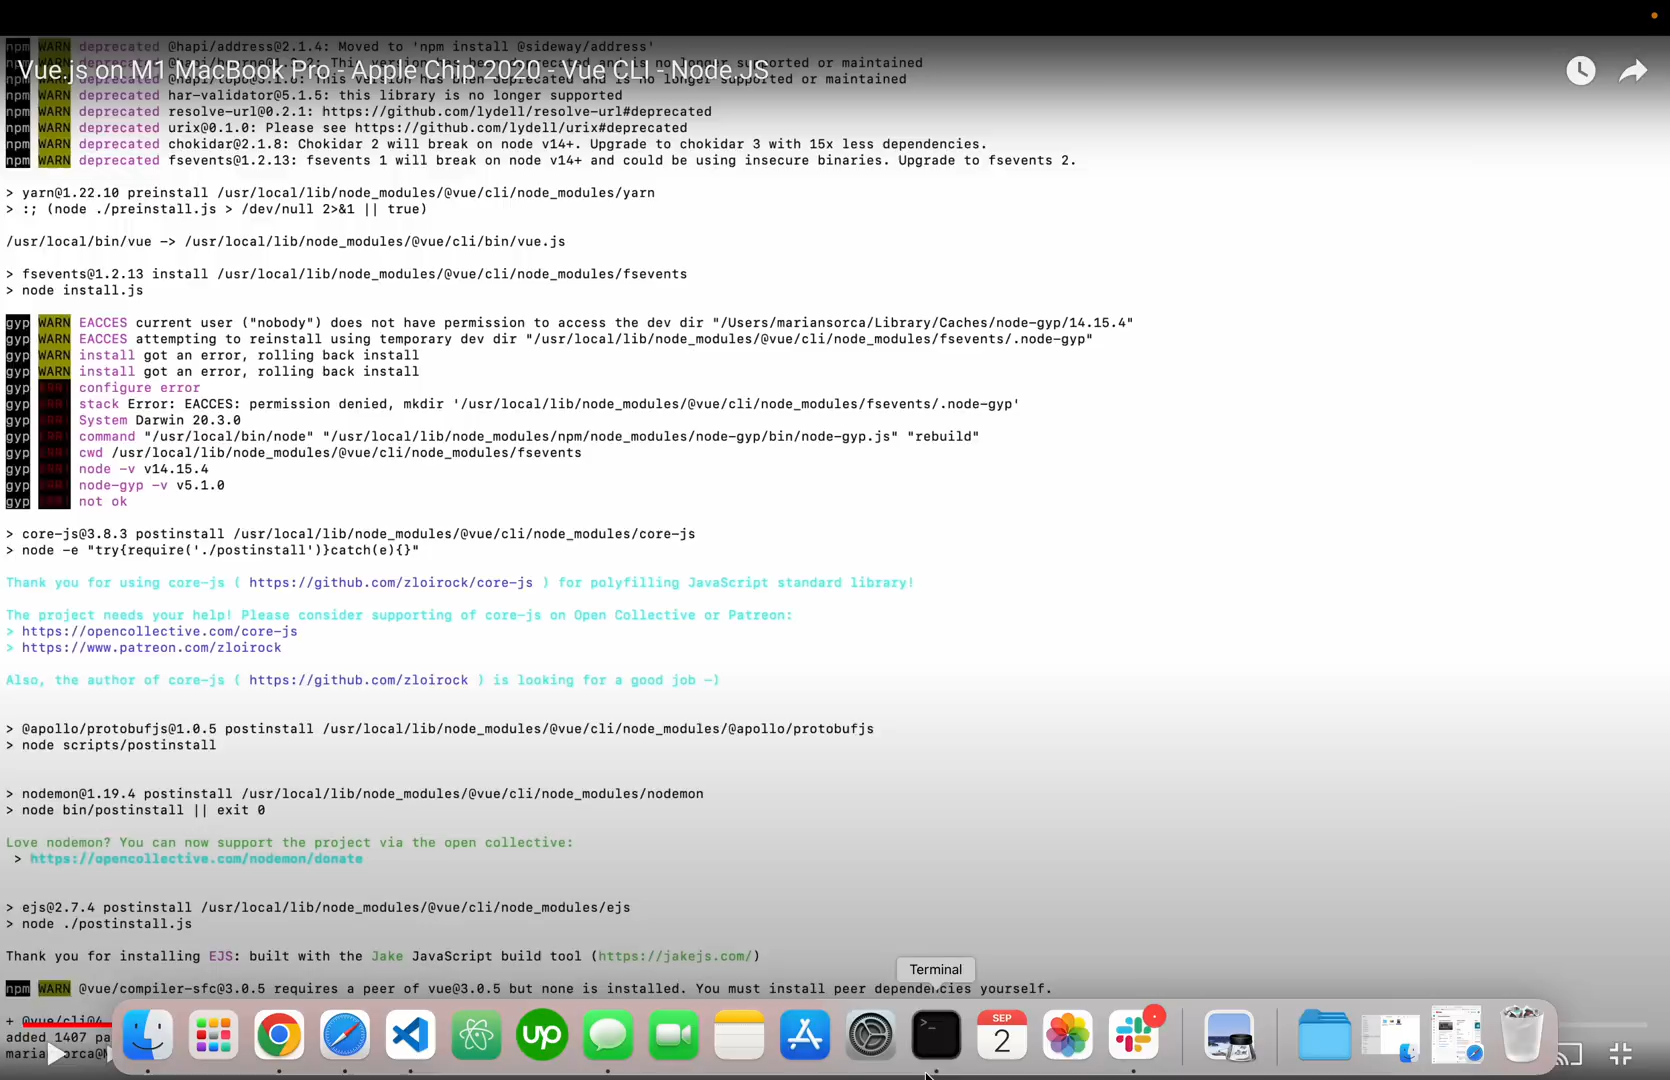 npm WARN deprecated @hapi/address@2.1.4: Moved to 'npm install @sideway/address'
Vue.js on M1 MacBook Pro - Apple Chip 2020 - Vue CLI - Node.JS
npm WARN deprecated har-validator@5.1.5: this library is no longer supported
npm WARN deprecated resolve-url@0.2.1: https://github.com/lydell/resolve-url#deprecated
npm WARN deprecated urix@0.1.0: Please see https://github.com/lydell/urix#deprecated
npm WARN deprecated chokidar@2.1.8: Chokidar 2 will break on node v14+. Upgrade to chokidar 3 with 15x less dependencies.
npm WARN deprecated fsevents@1.2.13: fsevents 1 will break on node v14+ and could be using insecure binaries. Upgrade to fsevents 2.
> yarn@1.22.10 preinstall /usr/local/lib/node_modules/@vue/cli/node_modules/yarn
> :; (node ./preinstall.js > /dev/null 2>&1 || true)
/usr/local/bin/vue -> /usr/local/lib/node_modules/@vue/cli/bin/vue.js
> fsevents@1.2.13 install /usr/local/lib/node_modules/@vue/cli/node_modules/fsevents
> node install.js
gyp WARN EACCES current user ("nobody") does not have permission to access the dev dir "/Users/mariansorca/Library/Caches/node-gyp/14.15.4"
gyp WARN EACCES attempting to reinstall using temporary dev dir "/usr/local/lib/node_modules/@vue/cli/node_modules/fsevents/.node-gyp"
gyp WARN install got an error, rolling back install
gyp WARN install got an error, rolling back install
gyp ERR! configure error
gyp ERR! stack Error: EACCES: permission denied, mkdir '/usr/local/lib/node_modules/@vue/cli/node_modules/fsevents/.node-gyp'
gyp ERR! System Darwin 20.3.0
gyp ERR! command "/usr/local/bin/node" "/usr/local/lib/node_modules/npm/node_modules/node-gyp/bin/node-gyp.js" "rebuild"
gyp ERR! cwd /usr/local/lib/node_modules/@vue/cli/node_modules/fsevents
gyp ERR! node -v v14.15.4
gyp ERR! node-gyp -v v5.1.0
gyp ERR! not ok
> core-js@3.8.3 postinstall /usr/local/lib/node_modules/@vue/cli/node_modules/core-js
> node -e "try{require('./postinstall')}catch(e){}"
Thank you for using core-js ( https://github.com/zloirock/core-js ) for polyfilling JavaScript standard library!
The project needs your help! Please consider supporting of core-js on Open Collective or Patreon:
> https://opencollective.com/core-js
> https://www.patreon.com/zloirock
Also, the author of core-js ( https://github.com/zloirock ) is looking for a good job -)
> @apollo/protobufjs@1.0.5 postinstall /usr/local/lib/node_modules/@vue/cli/node_modules/@apollo/protobufjs
> node scripts/postinstall
> nodemon@1.19.4 postinstall /usr/local/lib/node_modules/@vue/cli/node_modules/nodemon
> node bin/postinstall || exit 0
Love nodemon? You can now support the project via the open collective:
> https://opencollective.com/nodemon/donate
> ejs@2.7.4 postinstall /usr/local/lib/node_modules/@vue/cli/node_modules/ejs
> node ./postinstall.js
Thank you for installing EJS: built with the Jake JavaScript build tool (https://jakejs.com/)
Terminal
npm WARN @vue/compiler-sfc@3.0.5 requires a peer of vue@3.0.5 but none is installed. You must install peer dependencies yourself.
+ @vue/cli@4
added 1407 pa
up
SEP
2